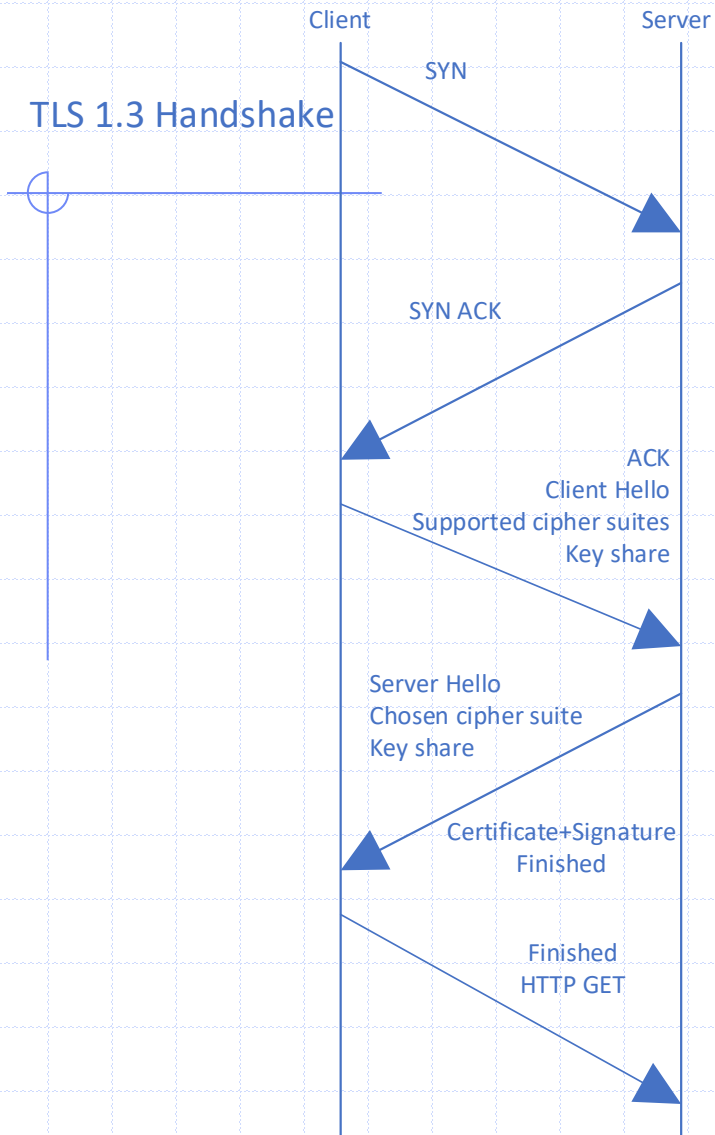 Client
Server
SYN
TLS 1.3 Handshake
SYN ACK
ACK
Client Hello
Supported cipher suites
Key share
Server Hello
Chosen cipher suite
Key share
Certificate+Signature
Finished
Finished
HTTP GET